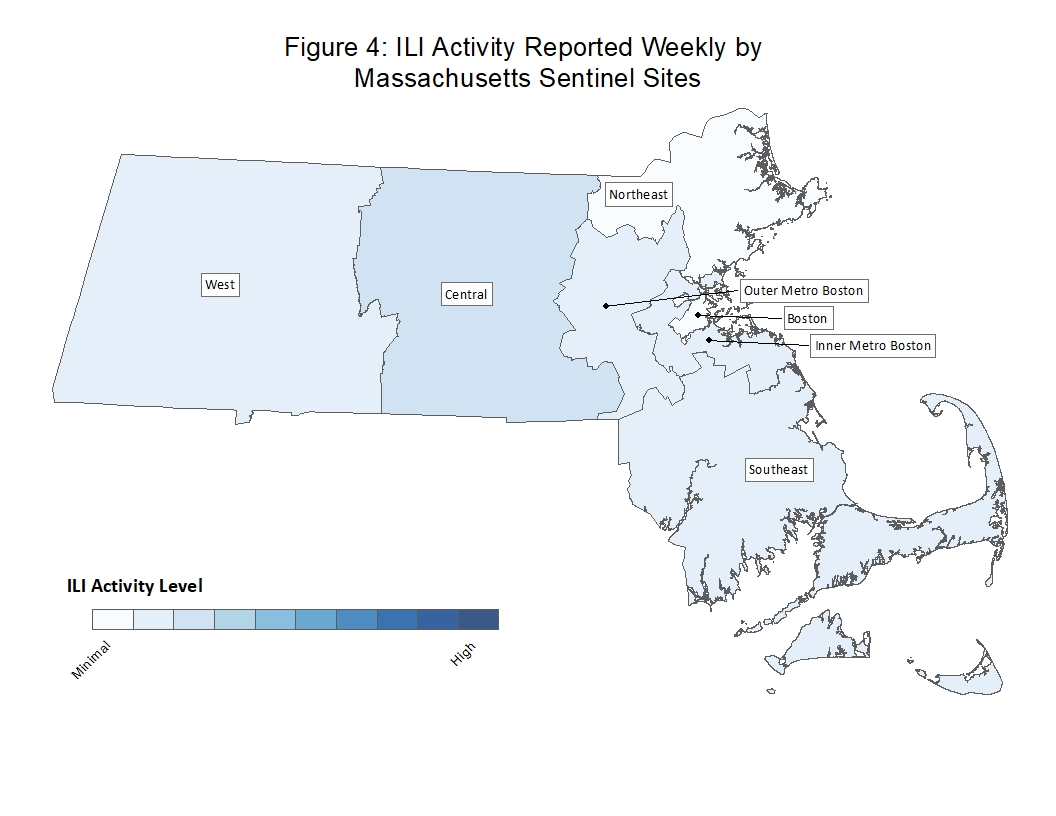 Figure 4: ILI Activity Reported Weekly by
Massachusetts Sentinel Sites
Northeast
West
Central
Outer Metro Boston
Boston
Inner Metro Boston
Southeast
ILI Activity Level
Minimal
High